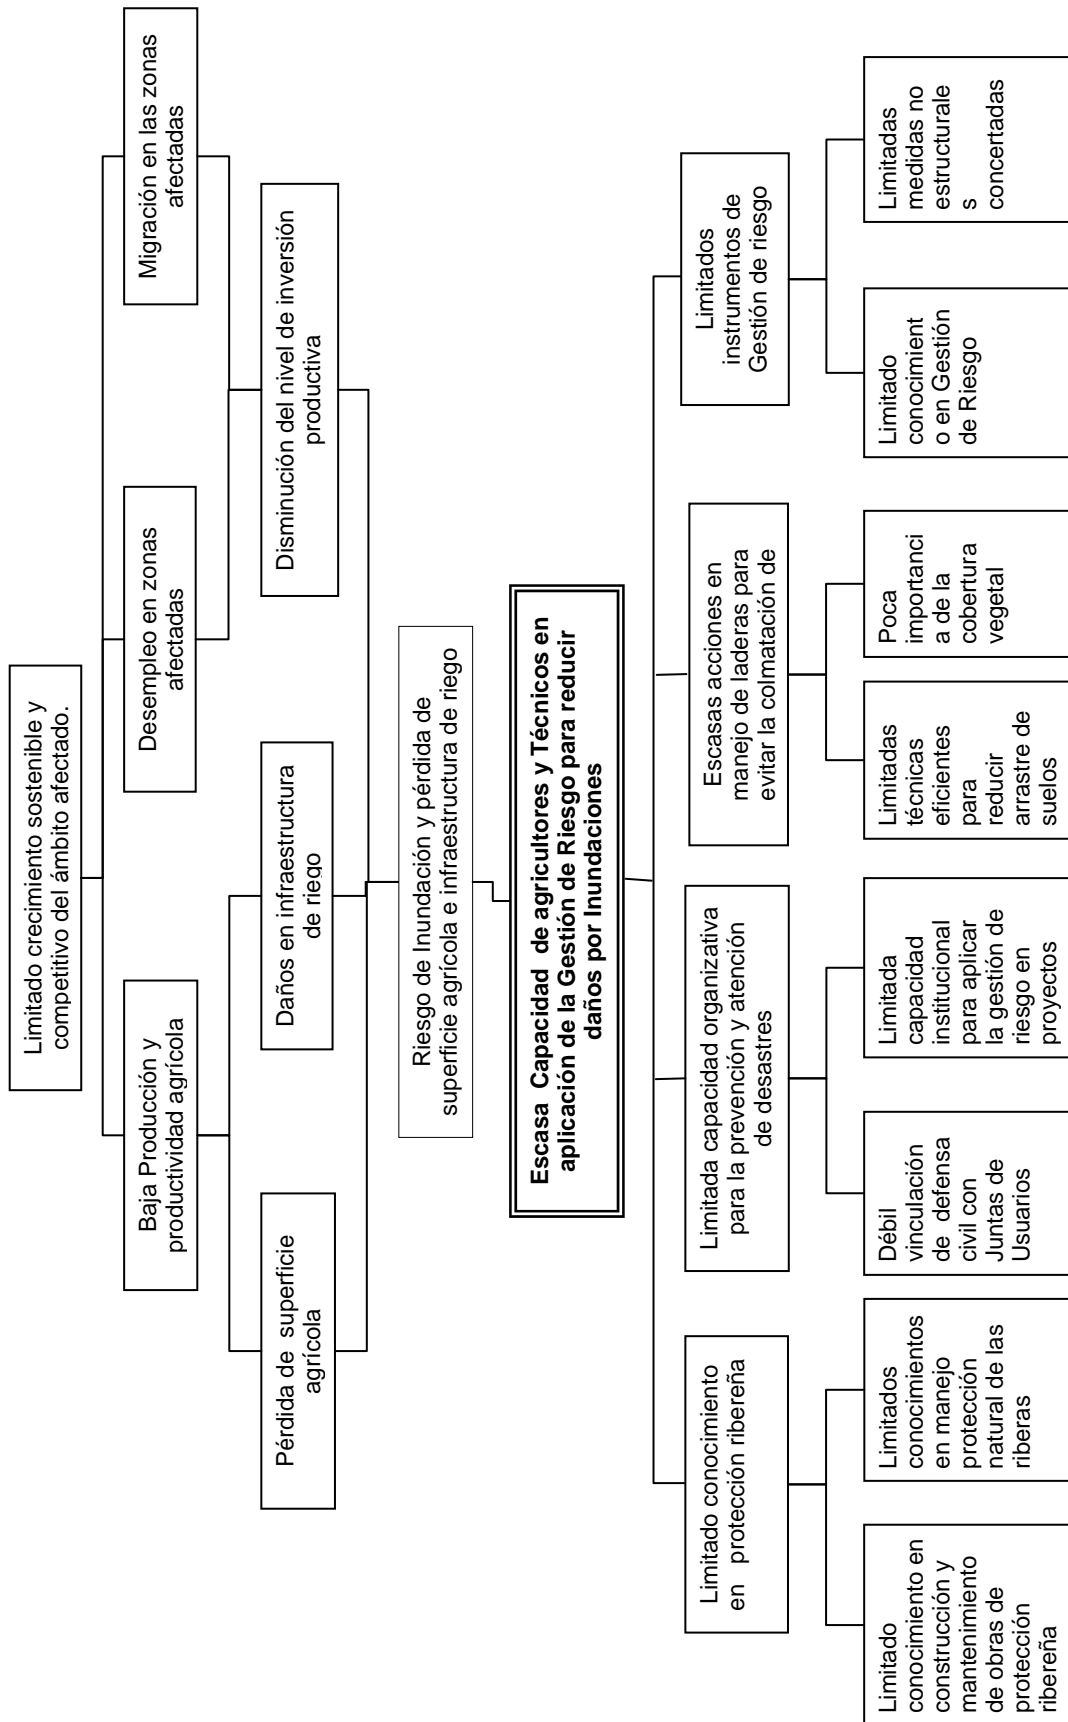 Limitado crecimiento sostenible y
competitivo del ámbito afectado.
Baja Producción y
productividad agrícola
Desempleo en zonas
afectadas
Migración en las zonas
afectadas
Pérdida de superficie
agrícola
Daños en infraestructura
de riego
Disminución del nivel de inversión
productiva
Riesgo de Inundación y pérdida de
superficie agrícola e infraestructura de riego
Escasa Capacidad de agricultores y Técnicos en
aplicación de la Gestión de Riesgo para reducir
daños por Inundaciones
Limitado conocimiento
en protección ribereña
Limitada capacidad organizativa
para la prevención y atención
de desastres
Escasas acciones en
manejo de laderas para
evitar la colmatación de
Limitados
instrumentos de
Gestión de riesgo
Limitado
conocimiento en
construcción y
mantenimiento
de obras de
protección
ribereña
Limitados
conocimientos
en manejo
protección
natural de las
riberas
Débil
vinculación
de defensa
civil con
Juntas de
Usuarios
Limitada
capacidad
institucional
para aplicar
la gestión de
riesgo en
proyectos
Limitadas
técnicas
eficientes
para
reducir
arrastre de
suelos
Poca
importanci
a de la
cobertura
vegetal
Limitado
conocimient
o en Gestión
de Riesgo
Limitadas
medidas no
estructurale
s concertadas